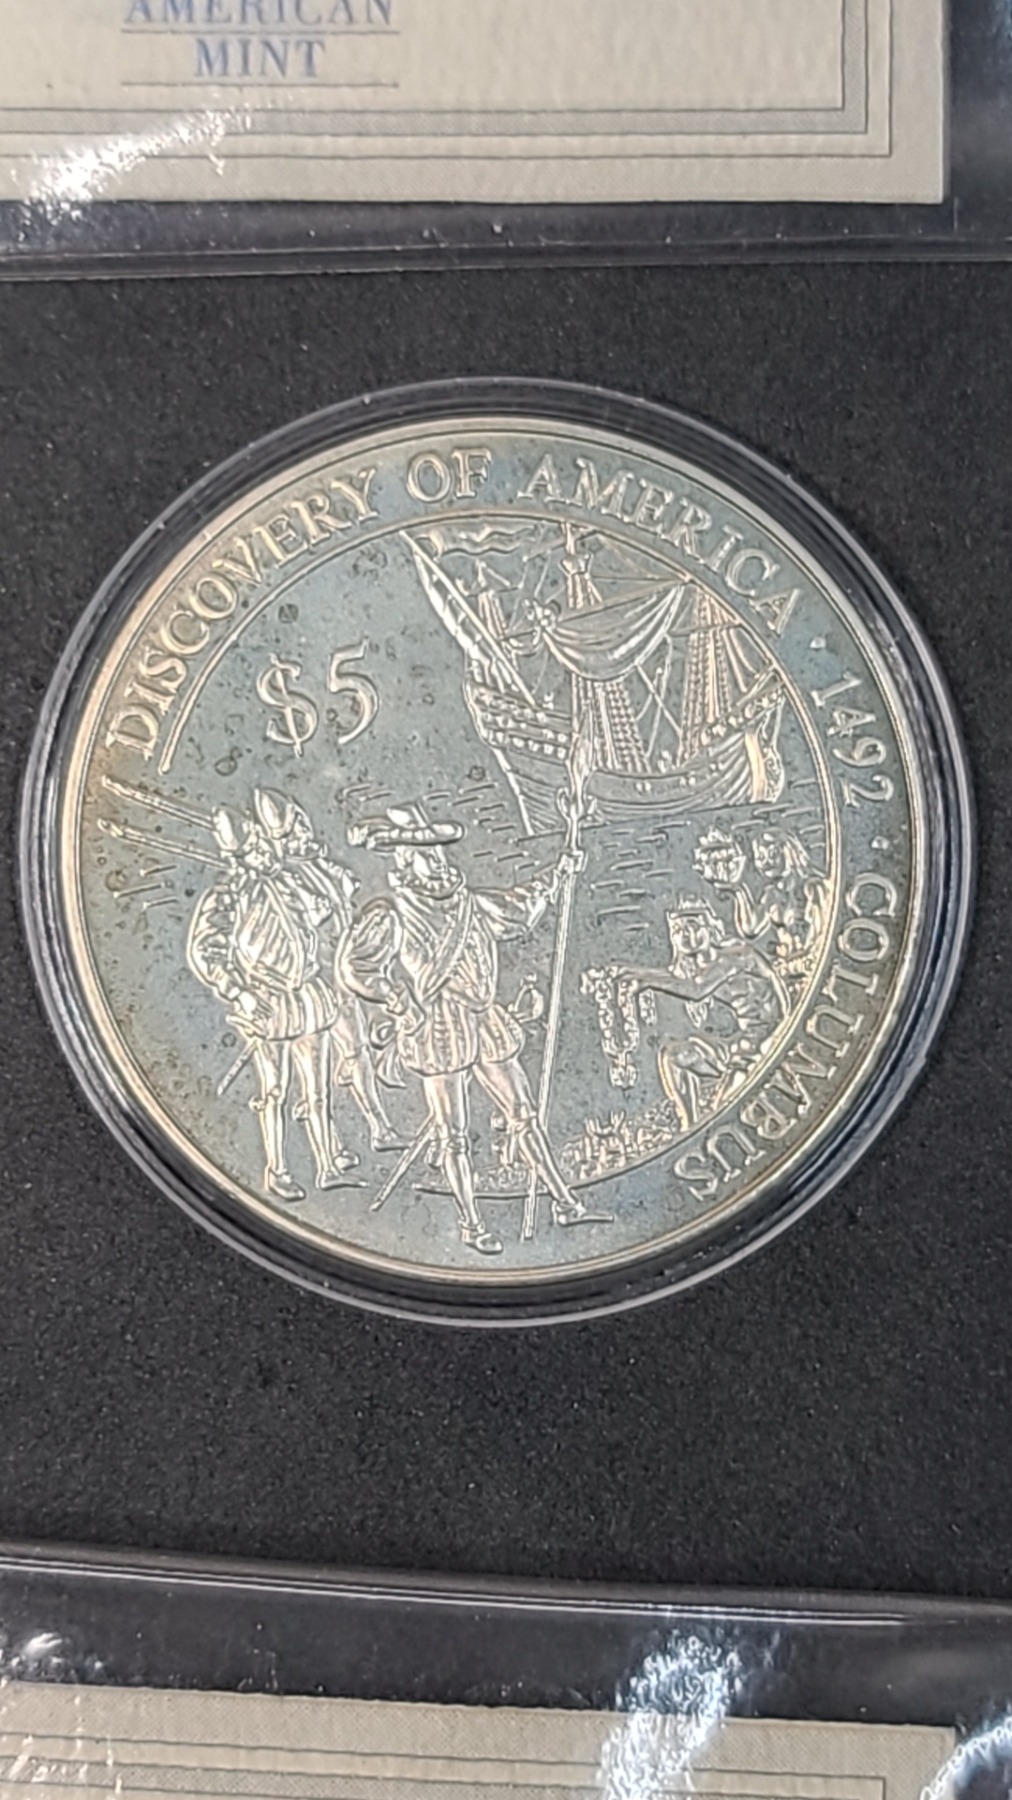 AMERICAN
MINT
DISCOVERY OF AMERICA · 1492 · COLUMBUS
$5